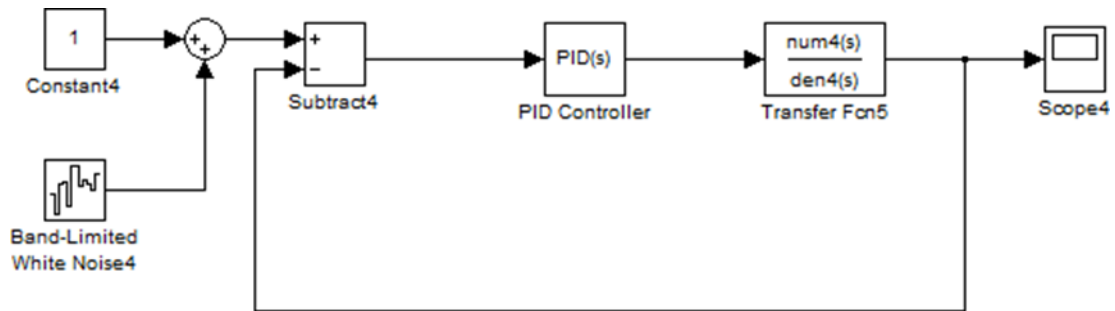 1
Constant4
+
+
+
−
Subtract4
PID(s)
PID Controller
num4(s)
den4(s)
Transfer Fcn5
Scope4
Band-Limited
White Noise4